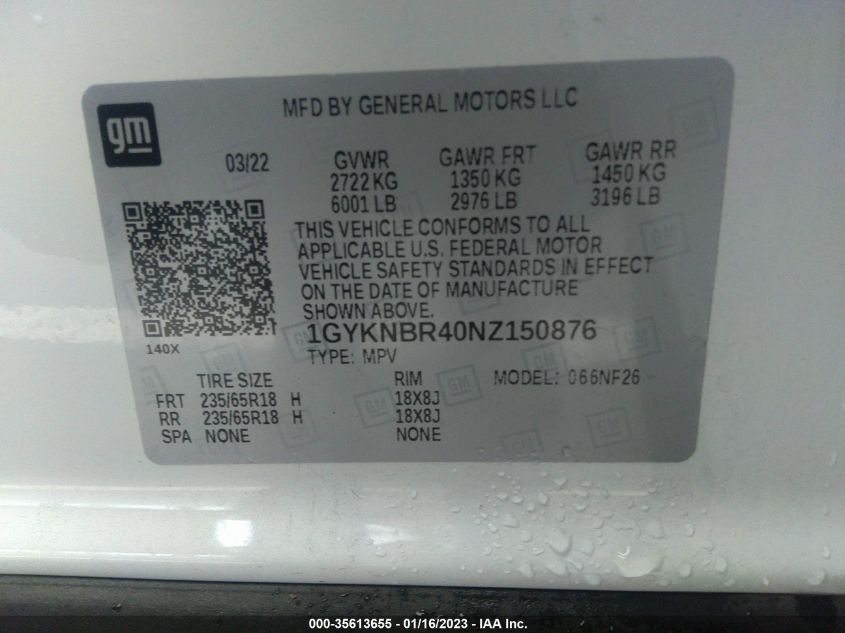 MFD BY GENERAL MOTORS LLC
gm
03/22 GVWR GAWR FRT GAWR RR
2722 KG 1350 KG 1450 KG
6001 LB 2976 LB 3196 LB
THIS VEHICLE CONFORMS TO ALL
APPLICABLE U.S. FEDERAL MOTOR
VEHICLE SAFETY STANDARDS IN EFFECT
ON THE DATE OF MANUFACTURE
SHOWN ABOVE.
1GYKNBR40NZ150876
140X
TYPE: MPV
TIRE SIZE RIM MODEL: 066NF26
FRT 235/65R18 H 18X8J
RR 235/65R18 H 18X8J
SPA NONE NONE
000-35613655 - 01/16/2023 - IAA Inc.